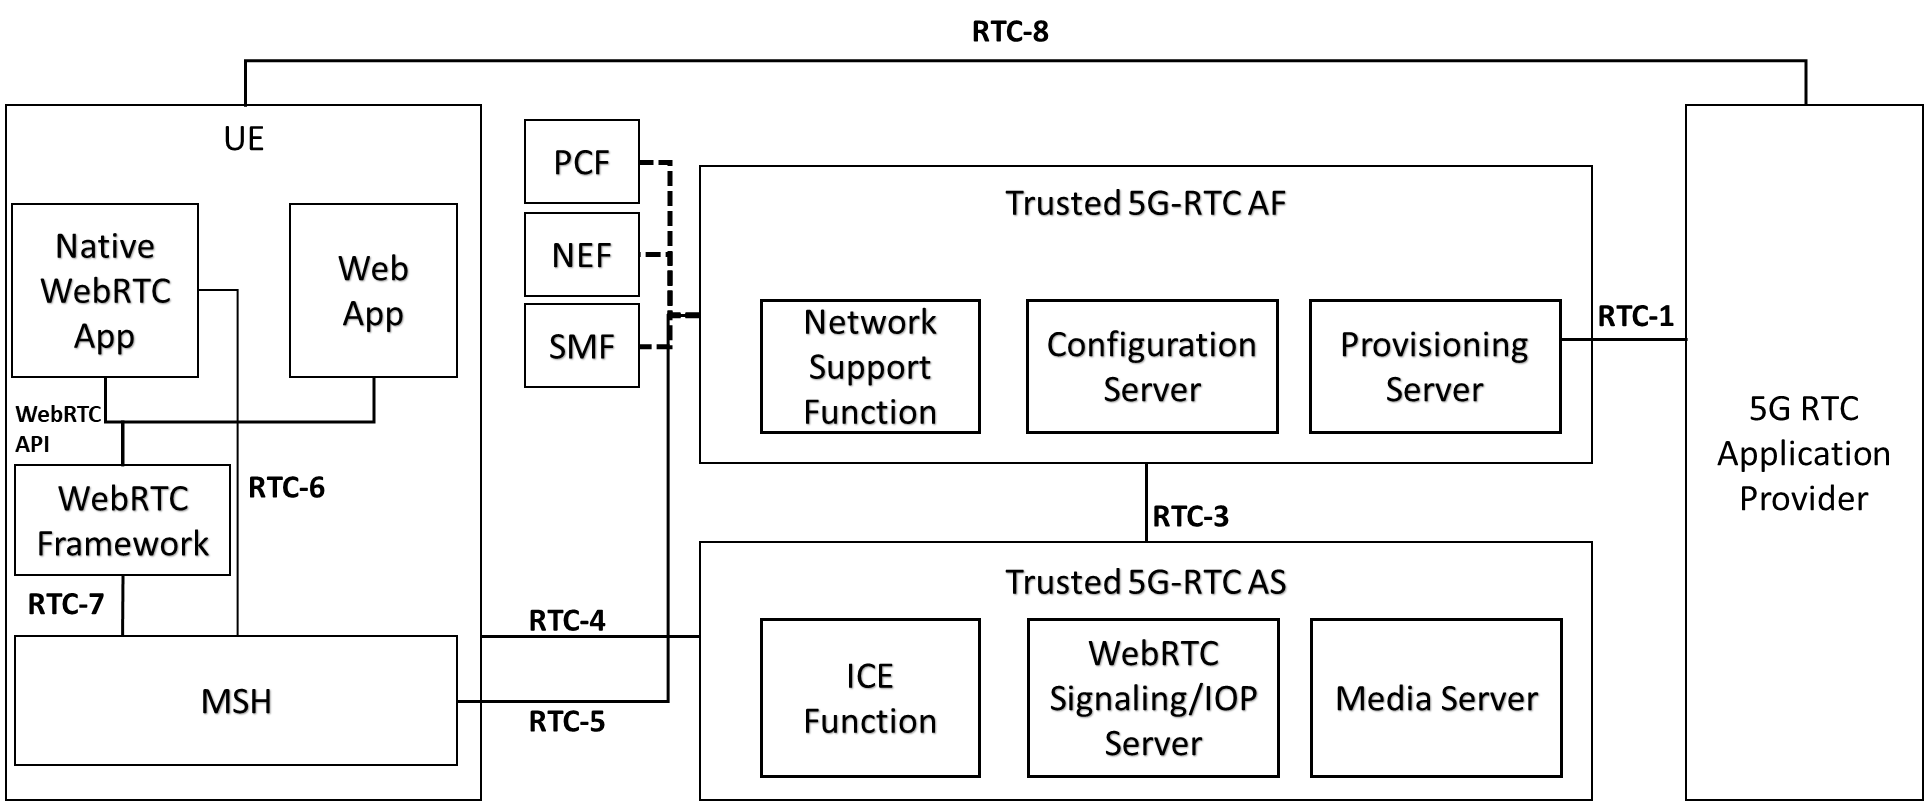 RTC-8
UE
Native
WebRTC
App
Web
App
WebRTC
API
WebRTC
Framework
RTC-6
RTC-7
MSH
PCF
NEF
SMF
RTC-4
RTC-5
Trusted 5G-RTC AF
Network
Support
Function
Configuration
Server
Provisioning
Server
RTC-1
RTC-3
Trusted 5G-RTC AS
ICE
Function
WebRTC
Signaling/IOP
Server
Media Server
5G RTC
Application
Provider